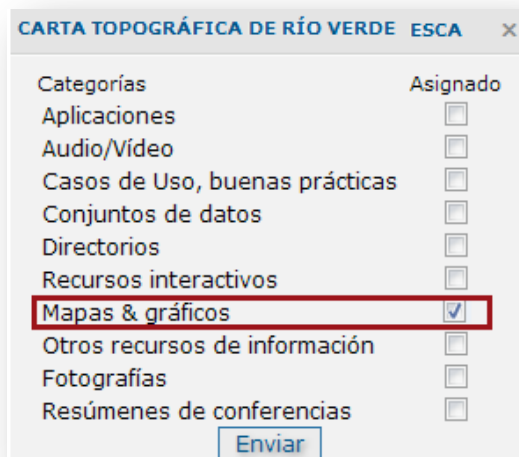 CARTA TOPOGRÁFICA DE RÍO VERDE ESCA ×
Categorías Asignado
Aplicaciones
Audio/Vídeo
Casos de Uso, buenas prácticas
Conjuntos de datos
Directorios
Recursos interactivos
Mapas & gráficos
Otros recursos de información
Fotografías
Resúmenes de conferencias
Enviar